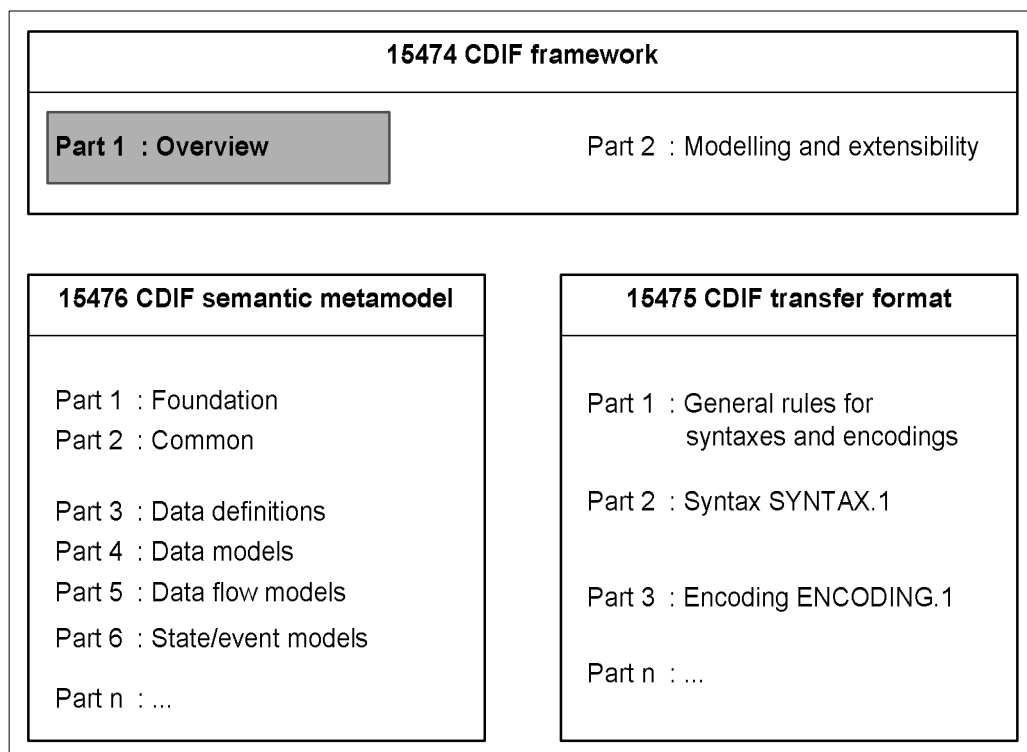 15474 CDIF framework
Part 1 : Overview
Part 2 : Modelling and extensibility
15476 CDIF semantic metamodel
Part 1 : Foundation
Part 2 : Common
Part 3 : Data definitions
Part 4 : Data models
Part 5 : Data flow models
Part 6 : State/event models
Part n : ...
15475 CDIF transfer format
Part 1 : General rules for
syntaxes and encodings
Part 2 : Syntax SYNTAX.1
Part 3 : Encoding ENCODING.1
Part n : ...